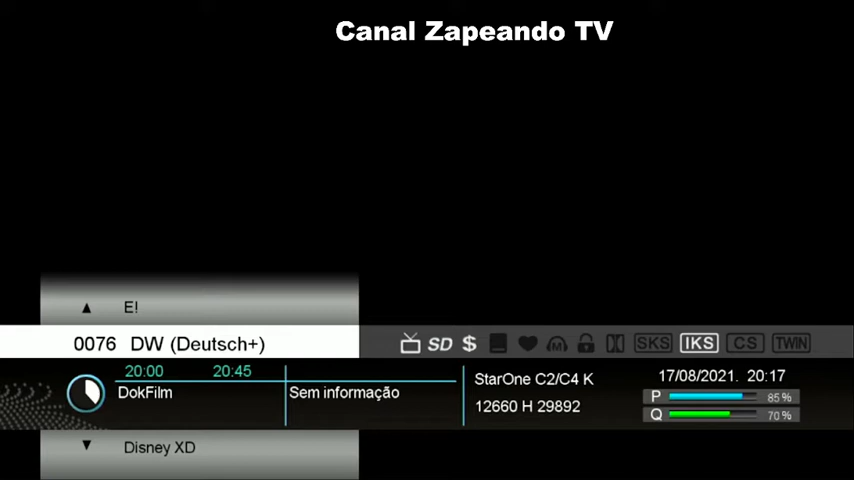 Canal Zapeando TV
E!
0076 DW (Deutsch+)
SD $ SKS IKS CS TWIN
20:00 20:45
DokFilm
Sem informação
StarOne C2/C4 K
12660 H 29892
17/08/2021. 20:17
P 85%
Q 70%
Disney XD